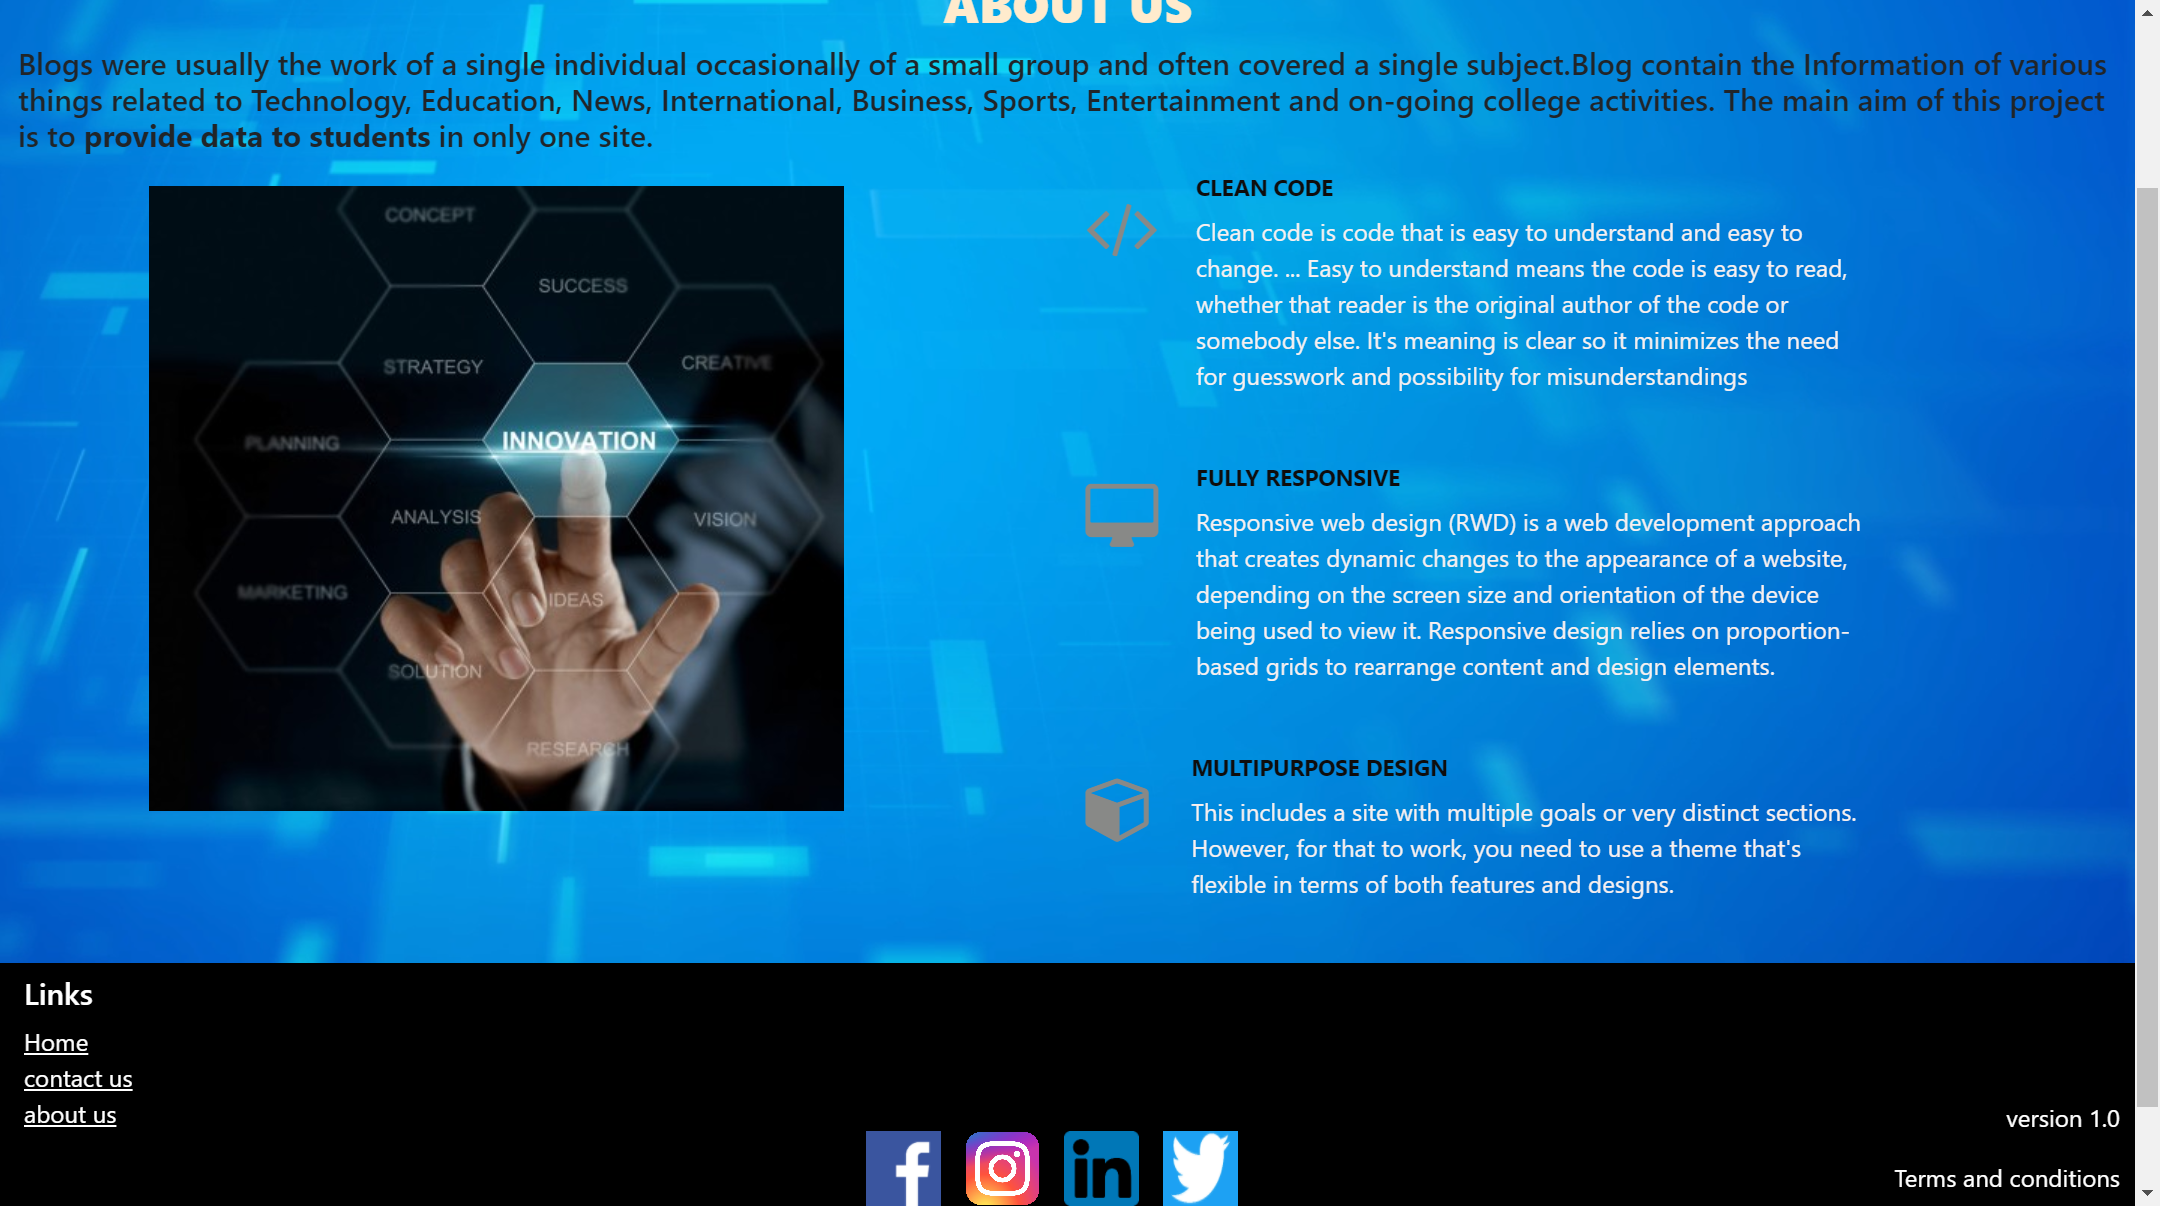 ABOUT US
Blogs were usually the work of a single individual occasionally of a small group and often covered a single subject.Blog contain the Information of various
things related to Technology, Education, News, International, Business, Sports, Entertainment and on-going college activities. The main aim of this project
is to provide data to students in only one site.
CONCEPT
SUCCESS
STRATEGY
CREATIVE
PLANNING
INNOVATION
ANALYSIS
VISION
MARKETING
IDEAS
SOLUTION
RESEARCH
CLEAN CODE
Clean code is code that is easy to understand and easy to
change. ... Easy to understand means the code is easy to read,
whether that reader is the original author of the code or
somebody else. It's meaning is clear so it minimizes the need
for guesswork and possibility for misunderstandings
FULLY RESPONSIVE
Responsive web design (RWD) is a web development approach
that creates dynamic changes to the appearance of a website,
depending on the screen size and orientation of the device
being used to view it. Responsive design relies on proportion-
based grids to rearrange content and design elements.
MULTIPURPOSE DESIGN
This includes a site with multiple goals or very distinct sections.
However, for that to work, you need to use a theme that's
flexible in terms of both features and designs.
Links
Home
contact us
about us
version 1.0
f
in
Terms and conditions